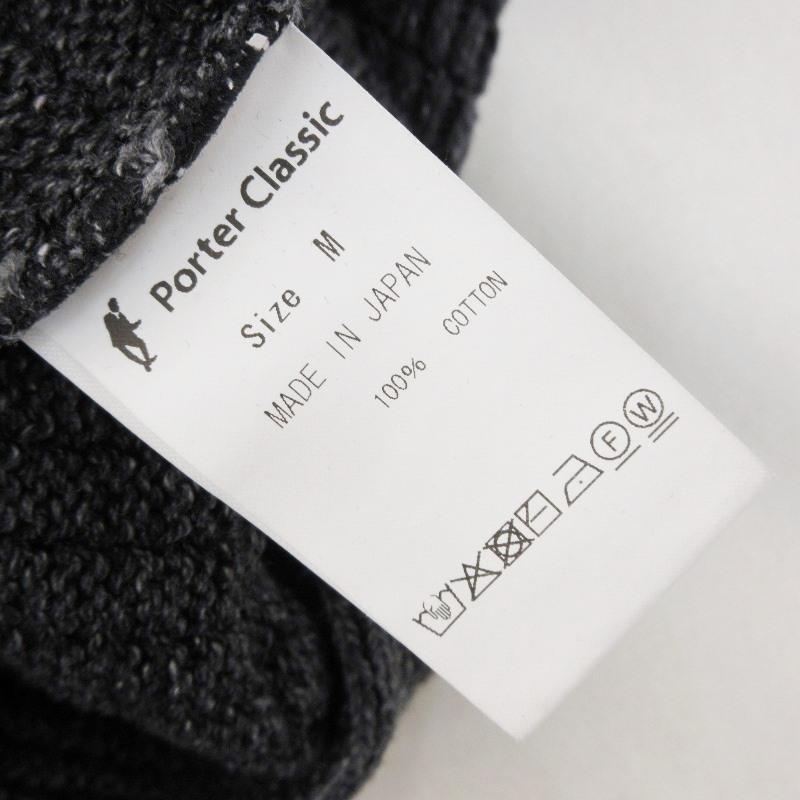 Porter Classic
Size M
MADE IN JAPAN
100% COTTON
F W